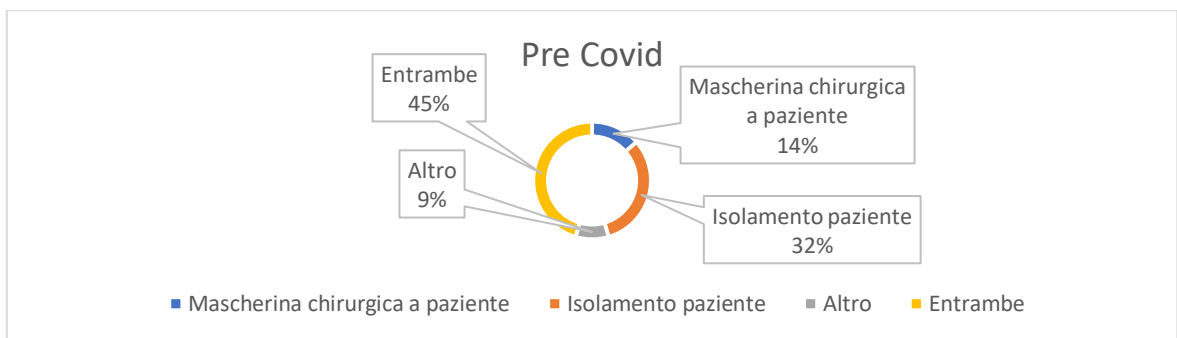 Pre Covid
Entrambe
45%
Mascherina chirurgica
a paziente
14%
Altro
9%
Isolamento paziente
32%
Mascherina chirurgica a paziente
Isolamento paziente
Altro
Entrambe